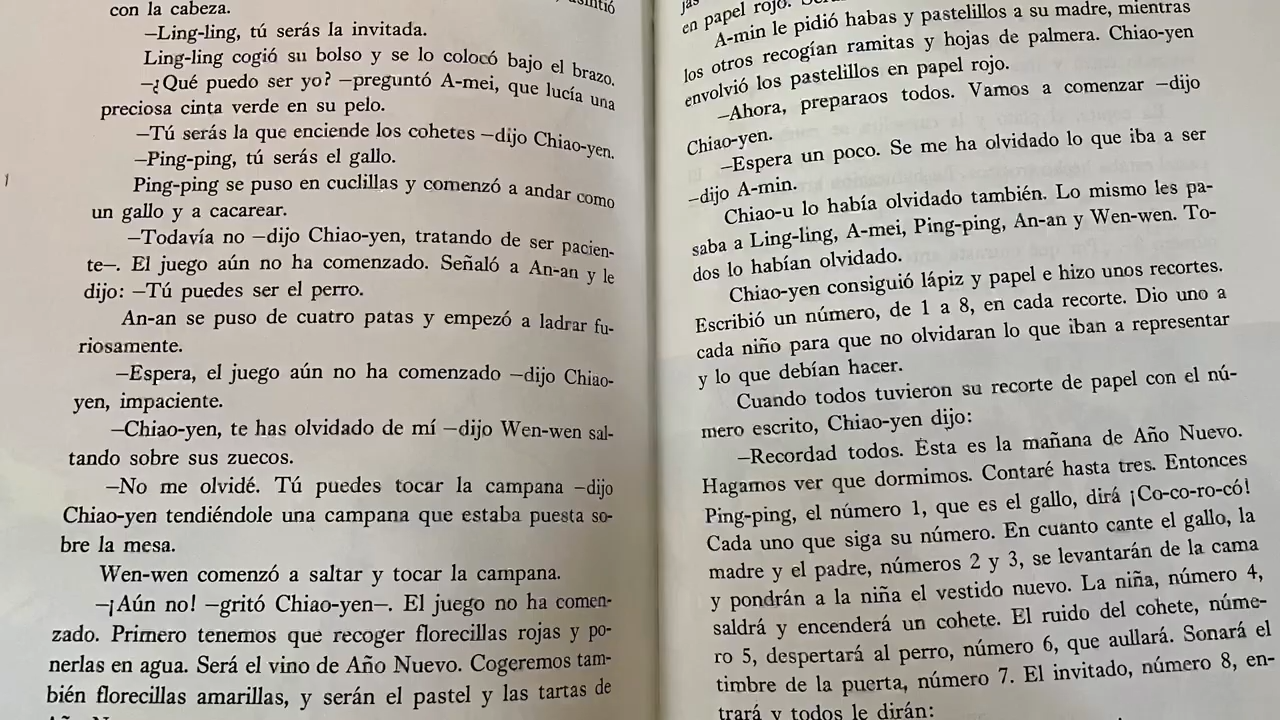 con la cabeza.
—Ling-ling, tú serás la invitada.
Ling-ling cogió su bolso y se lo colocó bajo el brazo.
—¿Qué puedo ser yo? —preguntó A-mei, que lucía una
preciosa cinta verde en su pelo.
—Tú serás la que enciende los cohetes —dijo Chiao-yen.
—Ping-ping, tú serás el gallo.
Ping-ping se puso en cuclillas y comenzó a andar como
un gallo y a cacarear.
—Todavía no —dijo Chiao-yen, tratando de ser pacien-
te—. El juego aún no ha comenzado. Señaló a An-an y le
dijo: —Tú puedes ser el perro.
An-an se puso de cuatro patas y empezó a ladrar fu-
riosamente.
—Espera, el juego aún no ha comenzado —dijo Chiao-
yen, impaciente.
—Chiao-yen, te has olvidado de mí —dijo Wen-wen sal-
tando sobre sus zuecos.
—No me olvidé. Tú puedes tocar la campana —dijo
Chiao-yen tendiéndole una campana que estaba puesta so-
bre la mesa.
Wen-wen comenzó a saltar y tocar la campana.
—¡Aún no! —gritó Chiao-yen—. El juego no ha comen-
zado. Primero tenemos que recoger florecillas rojas y po-
nerlas en agua. Será el vino de Año Nuevo. Cogeremos tam-
bién florecillas amarillas, y serán el pastel y las tartas de
en papel rojo.
A-min le pidió habas y pastelillos a su madre, mientras
los otros recogían ramitas y hojas de palmera. Chiao-yen
envolvió los pastelillos en papel rojo.
—Ahora, preparaos todos. Vamos a comenzar —dijo
Chiao-yen.
—Espera un poco. Se me ha olvidado lo que iba a ser
—dijo A-min.
Chiao-u lo había olvidado también. Lo mismo les pa-
saba a Ling-ling, A-mei, Ping-ping, An-an y Wen-wen. To-
dos lo habían olvidado.
Chiao-yen consiguió lápiz y papel e hizo unos recortes.
Escribió un número, de 1 a 8, en cada recorte. Dio uno a
cada niño para que no olvidaran lo que iban a representar
y lo que debían hacer.
Cuando todos tuvieron su recorte de papel con el nú-
mero escrito, Chiao-yen dijo:
—Recordad todos. Ésta es la mañana de Año Nuevo.
Hagamos ver que dormimos. Contaré hasta tres. Entonces
Ping-ping, el número 1, que es el gallo, dirá ¡Co-co-ro-có!
Cada uno que siga su número. En cuanto cante el gallo, la
madre y el padre, números 2 y 3, se levantarán de la cama
y pondrán a la niña el vestido nuevo. La niña, número 4,
saldrá y encenderá un cohete. El ruido del cohete, núme-
ro 5, despertará al perro, número 6, que aullará. Sonará el
timbre de la puerta, número 7. El invitado, número 8, en-
trará y todos le dirán: